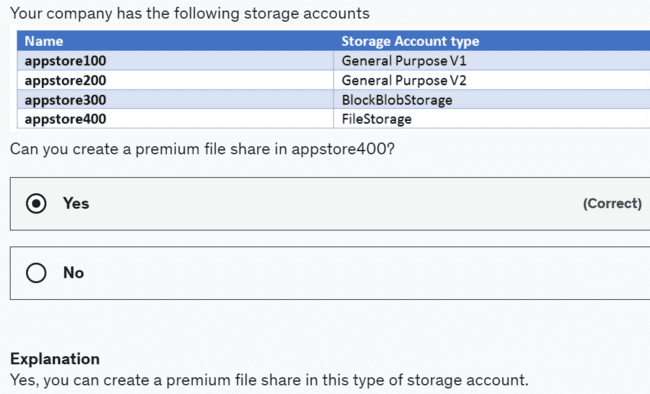 Your company has the following storage accounts
Name Storage Account type
appstore100 General Purpose V1
appstore200 General Purpose V2
appstore300 BlockBlobStorage
appstore400 FileStorage
Can you create a premium file share in appstore400?
Yes (Correct)
No
Explanation
Yes, you can create a premium file share in this type of storage account.